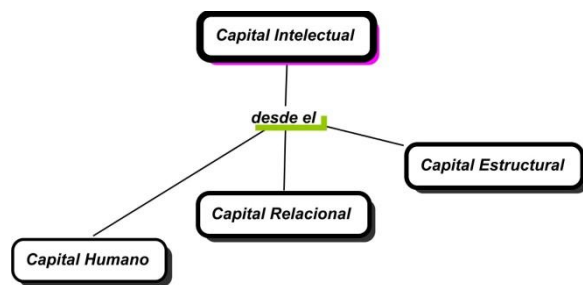 Capital Intelectual
desde el
Capital Estructural
Capital Relacional
Capital Humano